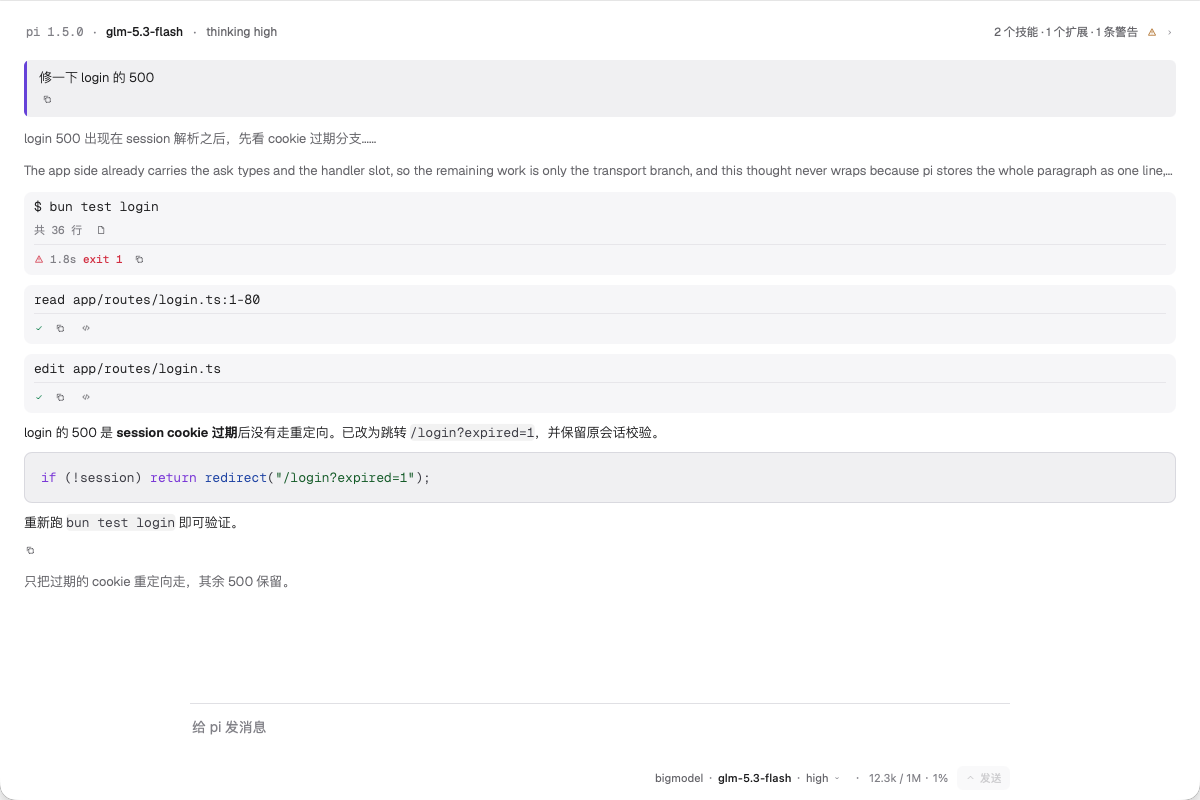 pi 1.5.0 · glm-5.3-flash · thinking high
2 个技能 · 1 个扩展 · 1 条警告
修一下 login 的 500
login 500 出现在 session 解析之后，先看 cookie 过期分支……
The app side already carries the ask types and the handler slot, so the remaining work is only the transport branch, and this thought never wraps because pi stores the whole paragraph as one line,…
$ bun test login
共 36 行
1.8s exit 1
read app/routes/login.ts:1-80
edit app/routes/login.ts
login 的 500 是 session cookie 过期后没有走重定向。已改为跳转 /login?expired=1，并保留原会话校验。
if (!session) return redirect("/login?expired=1");
重新跑 bun test login 即可验证。
只把过期的 cookie 重定向走，其余 500 保留。
给 pi 发消息
bigmodel · glm-5.3-flash · high · 12.3k / 1M · 1% 发送